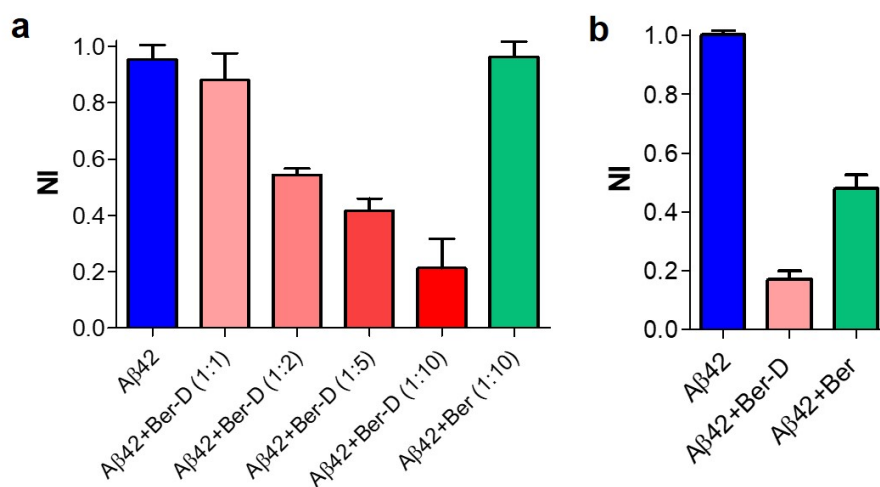 a
NI
1.0
0.8
0.6
0.4
0.2
0.0
Aβ42
Aβ42+Ber-D (1:1)
Aβ42+Ber-D (1:2)
Aβ42+Ber-D (1:5)
Aβ42+Ber-D (1:10)
Aβ42+Ber (1:10)
b
NI
1.0
0.8
0.6
0.4
0.2
0.0
Aβ42
Aβ42+Ber-D
Aβ42+Ber